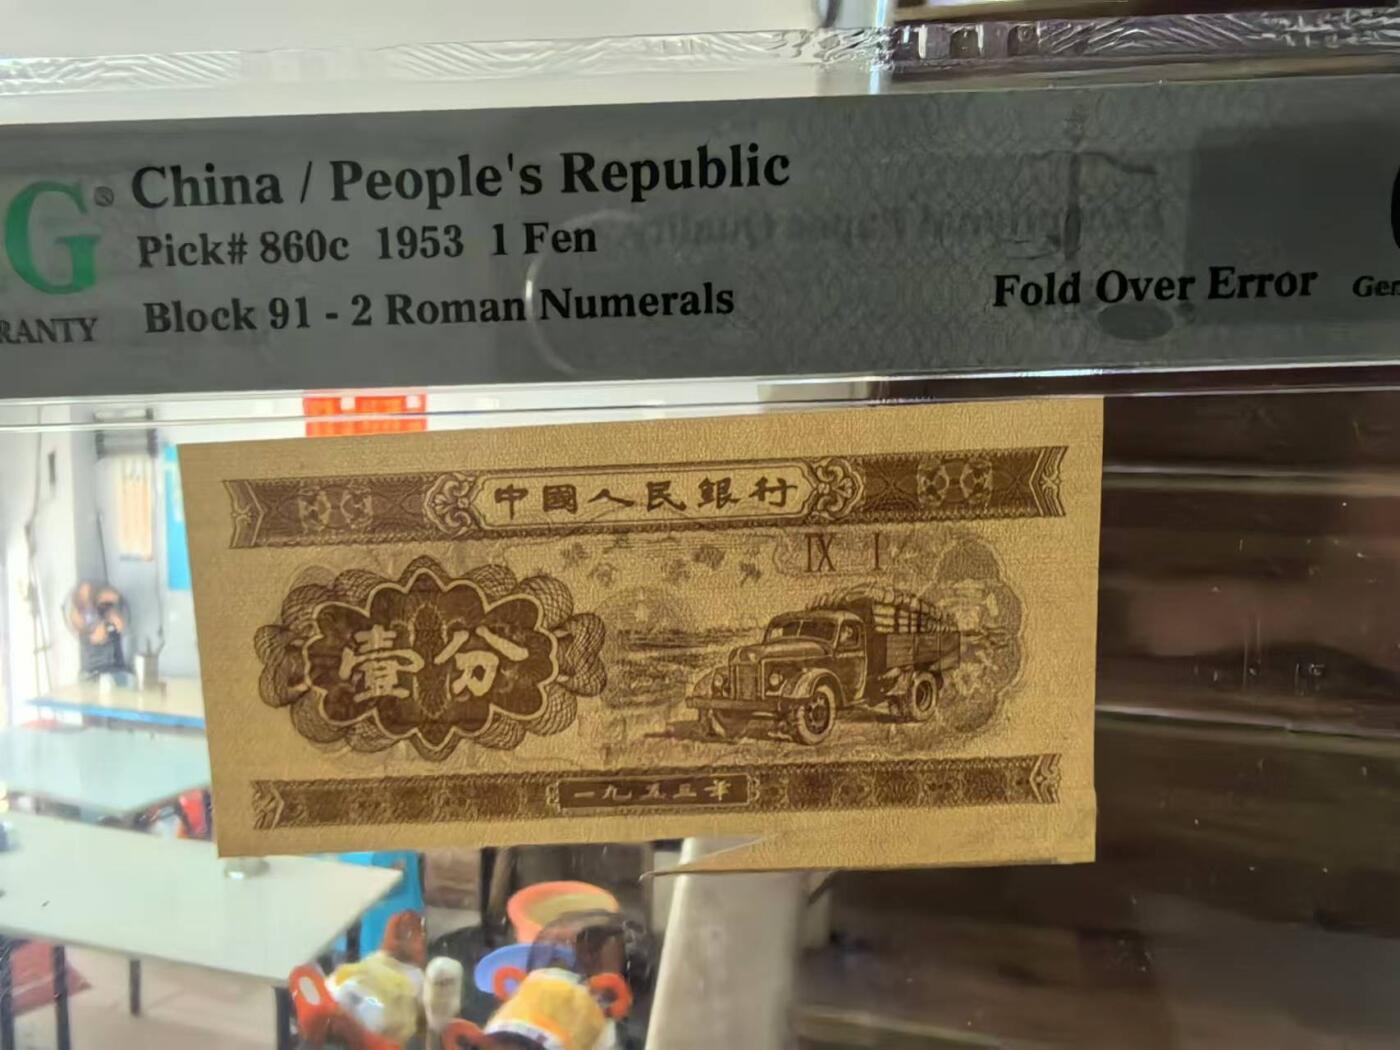 G® China / People's Republic
Pick# 860c 1953 1 Fen
Block 91 - 2 Roman Numerals
Fold Over Error
RANTY
中國人民銀行
IX I
壹分
一九五三年